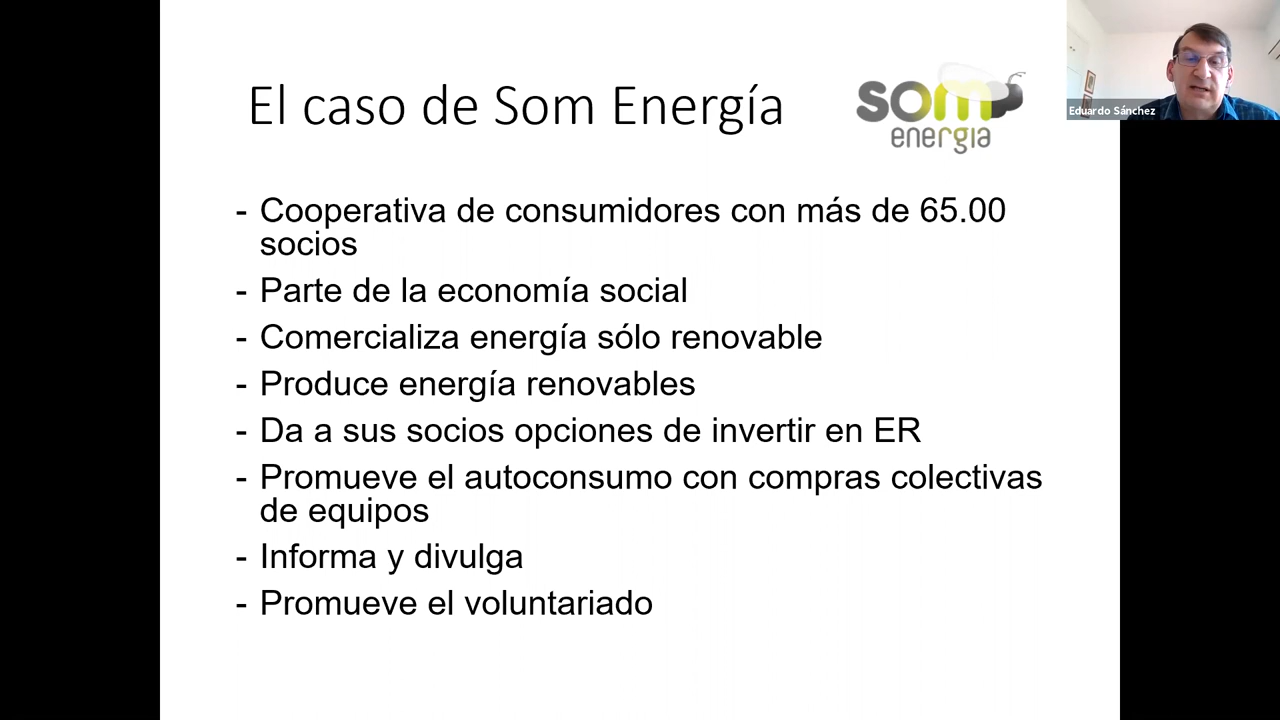 El caso de Som Energía
som
energia
Eduardo Sánchez
- Cooperativa de consumidores con más de 65.00
socios
- Parte de la economía social
- Comercializa energía sólo renovable
- Produce energía renovables
- Da a sus socios opciones de invertir en ER
- Promueve el autoconsumo con compras colectivas
de equipos
- Informa y divulga
- Promueve el voluntariado